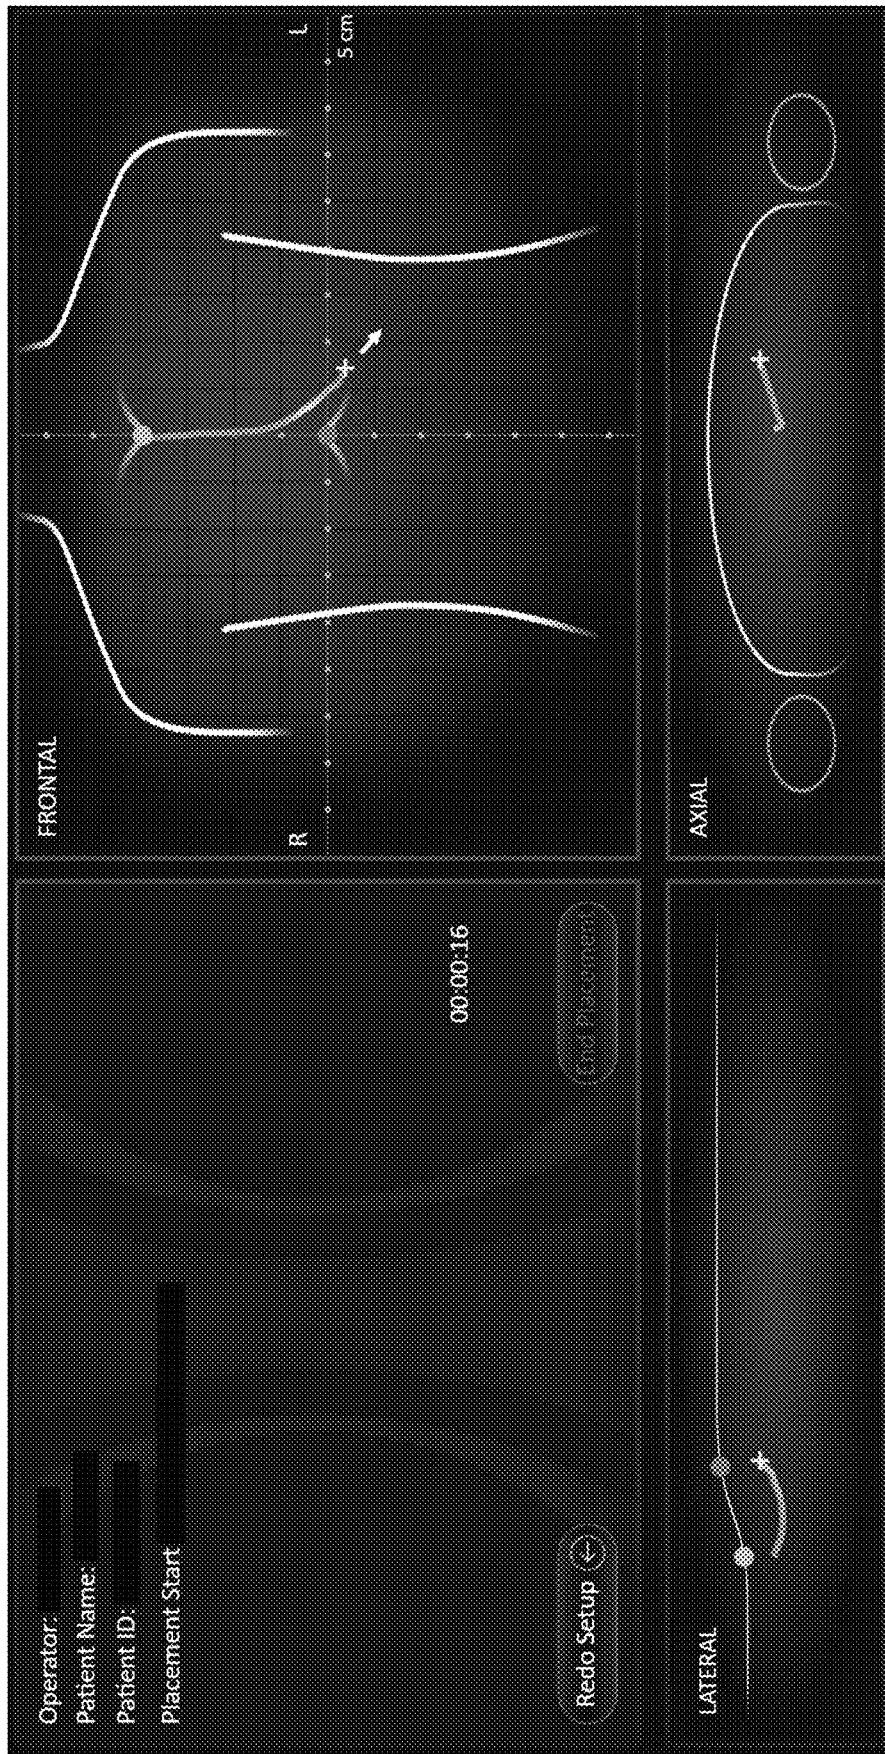 Operator:
Patient Name:
Patient ID:
Placement Start
00:00:16
Redo Setup
End Placement
FRONTAL
R
L
5 cm
LATERAL
AXIAL